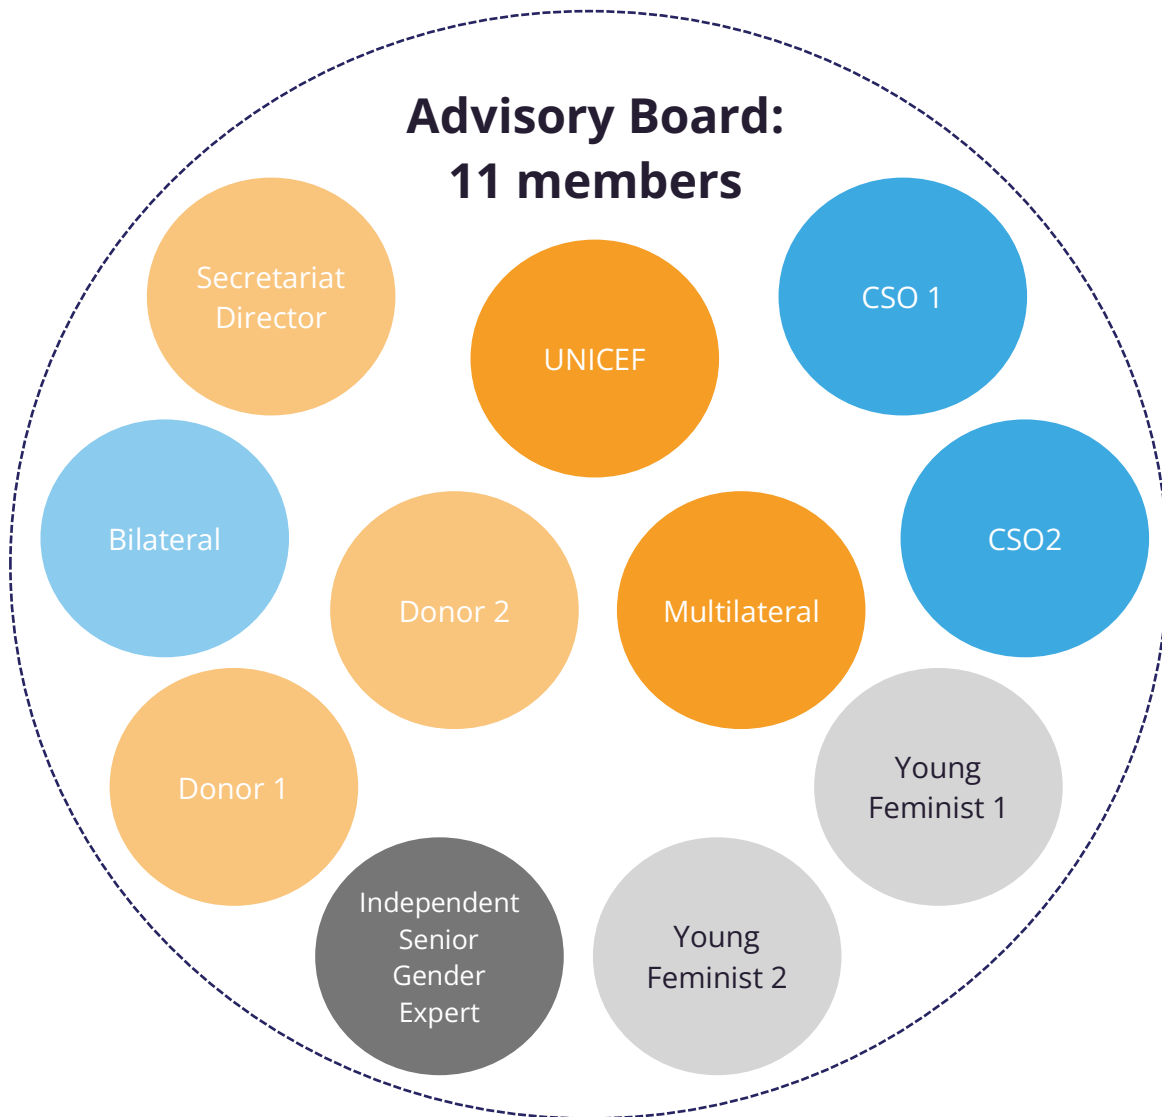 Advisory Board:
11 members
Secretariat
Director
UNICEF
CSO 1
Bilateral
Donor 2
Multilateral
CSO2
Donor 1
Young
Feminist 1
Independent
Senior
Gender
Expert
Young
Feminist 2